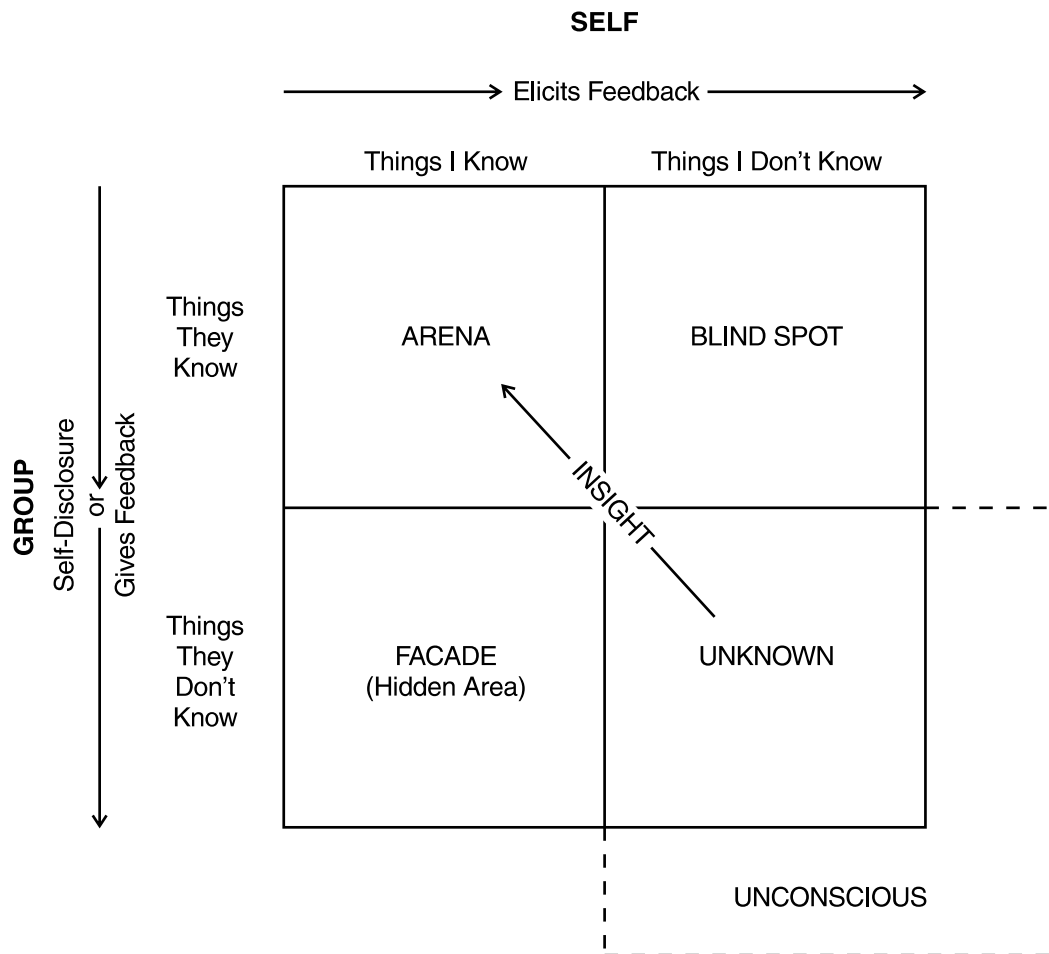 SELF
Elicits Feedback
Things I Know
Things I Don't Know
Things
They
Know
ARENA
BLIND SPOT
GROUP
Self-Disclosure
or
Gives Feedback
INSIGHT
Things
They
Don't
Know
FACADE
(Hidden Area)
UNKNOWN
UNCONSCIOUS